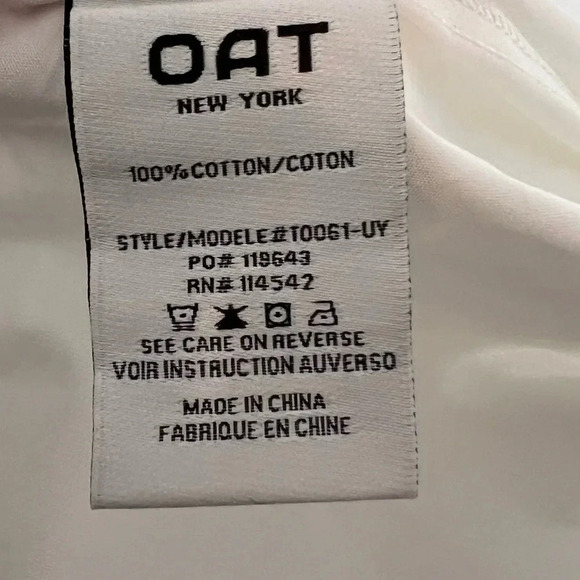 OAT
NEW YORK
100% COTTON/COTON
STYLE/MODELE#T0061-UY
PO# 119643
RN# 114542
SEE CARE ON REVERSE
VOIR INSTRUCTION AUVERSO
MADE IN CHINA
FABRIQUE EN CHINE